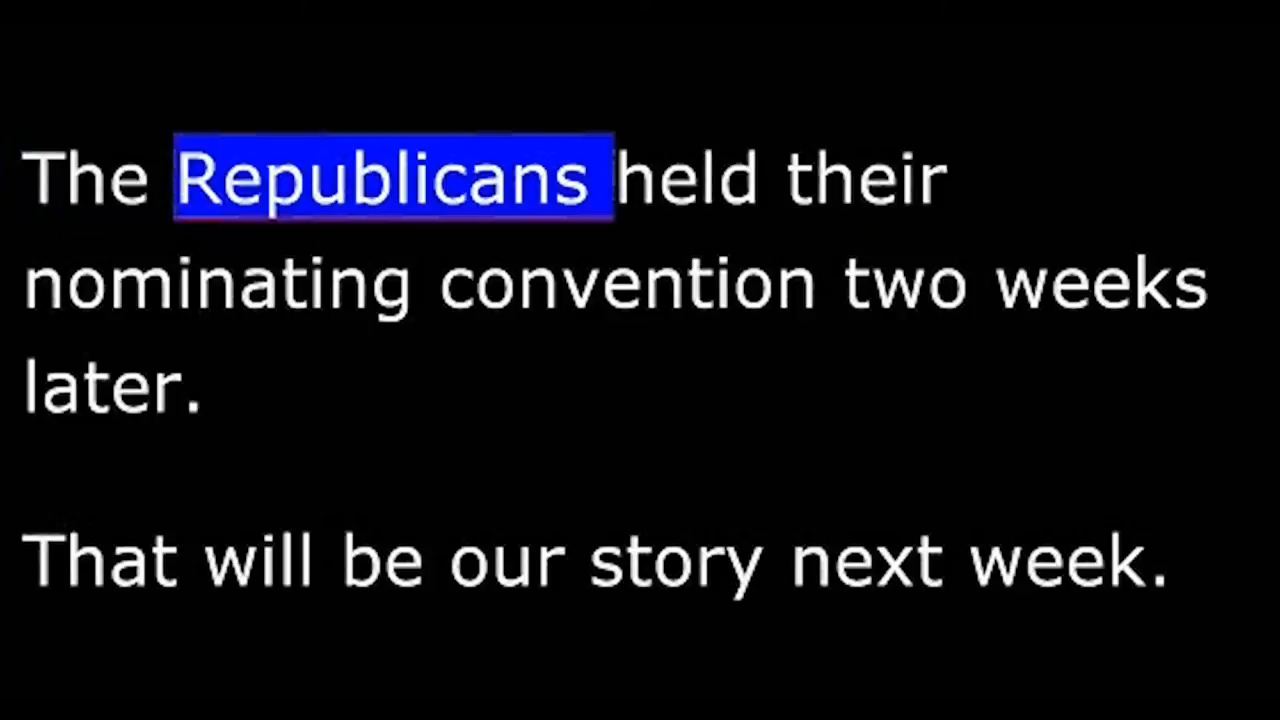 The Republicans held their
nominating convention two weeks
later.
That will be our story next week.